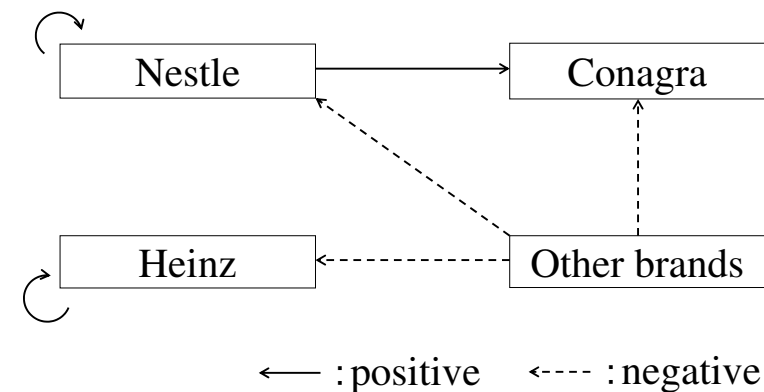 Nestle
Conagra
Heinz
Other brands
: positive
: negative